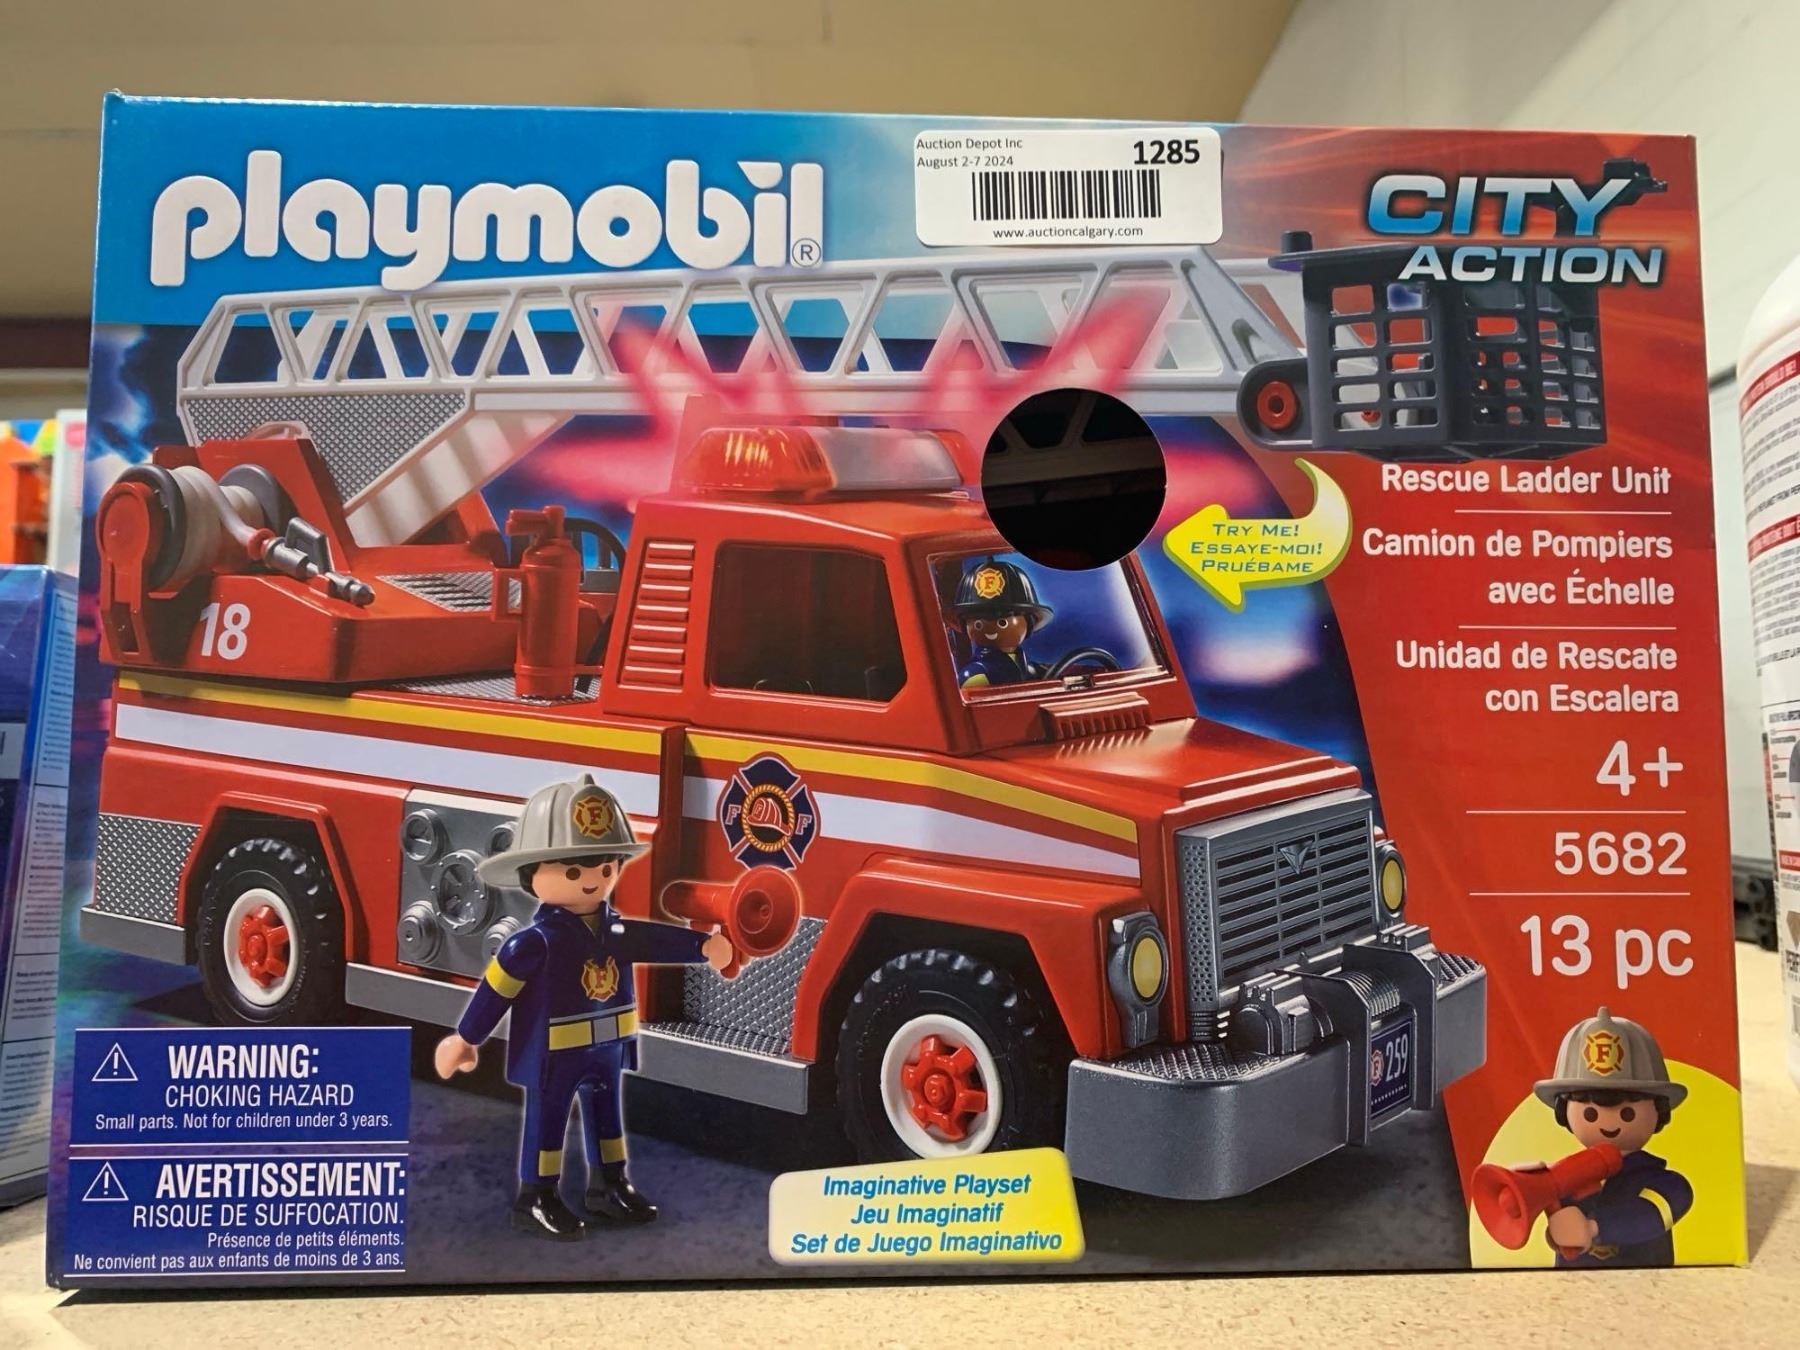 Auction Depot Inc
August 2-7 2024
1285
www.auctioncalgary.com
playmobil®
CITY
ACTION
Rescue Ladder Unit
Camion de Pompiers
avec Échelle
Unidad de Rescate
con Escalera
4+
5682
13 pc
TRY ME!
ESSAYE-MOI!
PRUÉBAME
18
F
F
F
F
F
F
259
F
WARNING:
CHOKING HAZARD
Small parts. Not for children under 3 years.
AVERTISSEMENT:
RISQUE DE SUFFOCATION.
Présence de petits éléments.
Ne convient pas aux enfants de moins de 3 ans.
Imaginative Playset
Jeu Imaginatif
Set de Juego Imaginativo